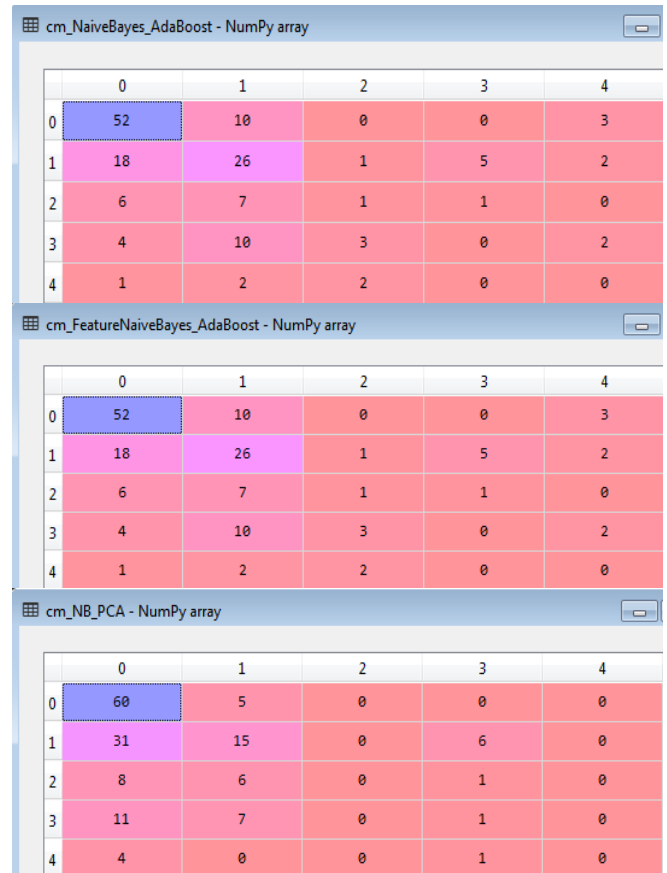 cm_NaiveBayes_AdaBoost - NumPy array
0 1 2 3 4
0 52 10 0 0 3
1 18 26 1 5 2
2 6 7 1 1 0
3 4 10 3 0 2
4 1 2 2 0 0
cm_FeatureNaiveBayes_AdaBoost - NumPy array
0 1 2 3 4
0 52 10 0 0 3
1 18 26 1 5 2
2 6 7 1 1 0
3 4 10 3 0 2
4 1 2 2 0 0
cm_NB_PCA - NumPy array
0 1 2 3 4
0 60 5 0 0 0
1 31 15 0 6 0
2 8 6 0 1 0
3 11 7 0 1 0
4 4 0 0 1 0